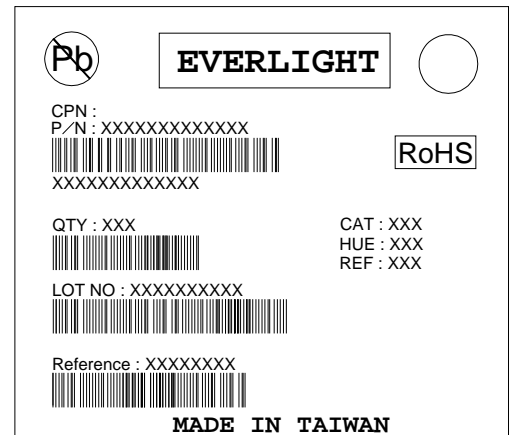 Pb
EVERLIGHT
CPN :
P/N : XXXXXXXXXXXXX
RoHS
XXXXXXXXXXXXX
QTY : XXX
CAT : XXX
HUE : XXX
REF : XXX
LOT NO : XXXXXXXXXX
Reference : XXXXXXXX
MADE IN TAIWAN